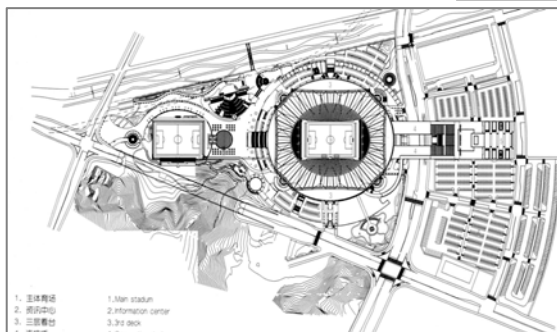 1、主体育场 1.Main stadium
2、资讯中心 2.Information center
3、三层看台 3.3rd deck